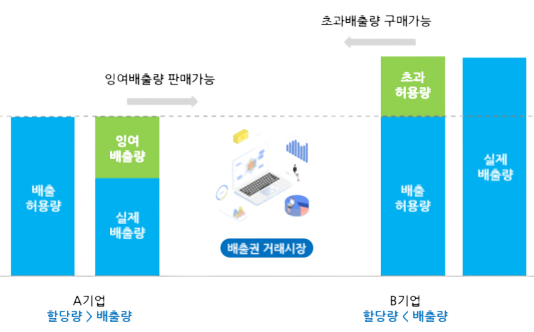 초과배출량 구매가능
잉여배출량 판매가능
초과
허용량
잉여
배출량
배출
허용량
실제
배출량
배출권 거래시장
배출
허용량
실제
배출량
A기업
할당량 > 배출량
B기업
할당량 < 배출량